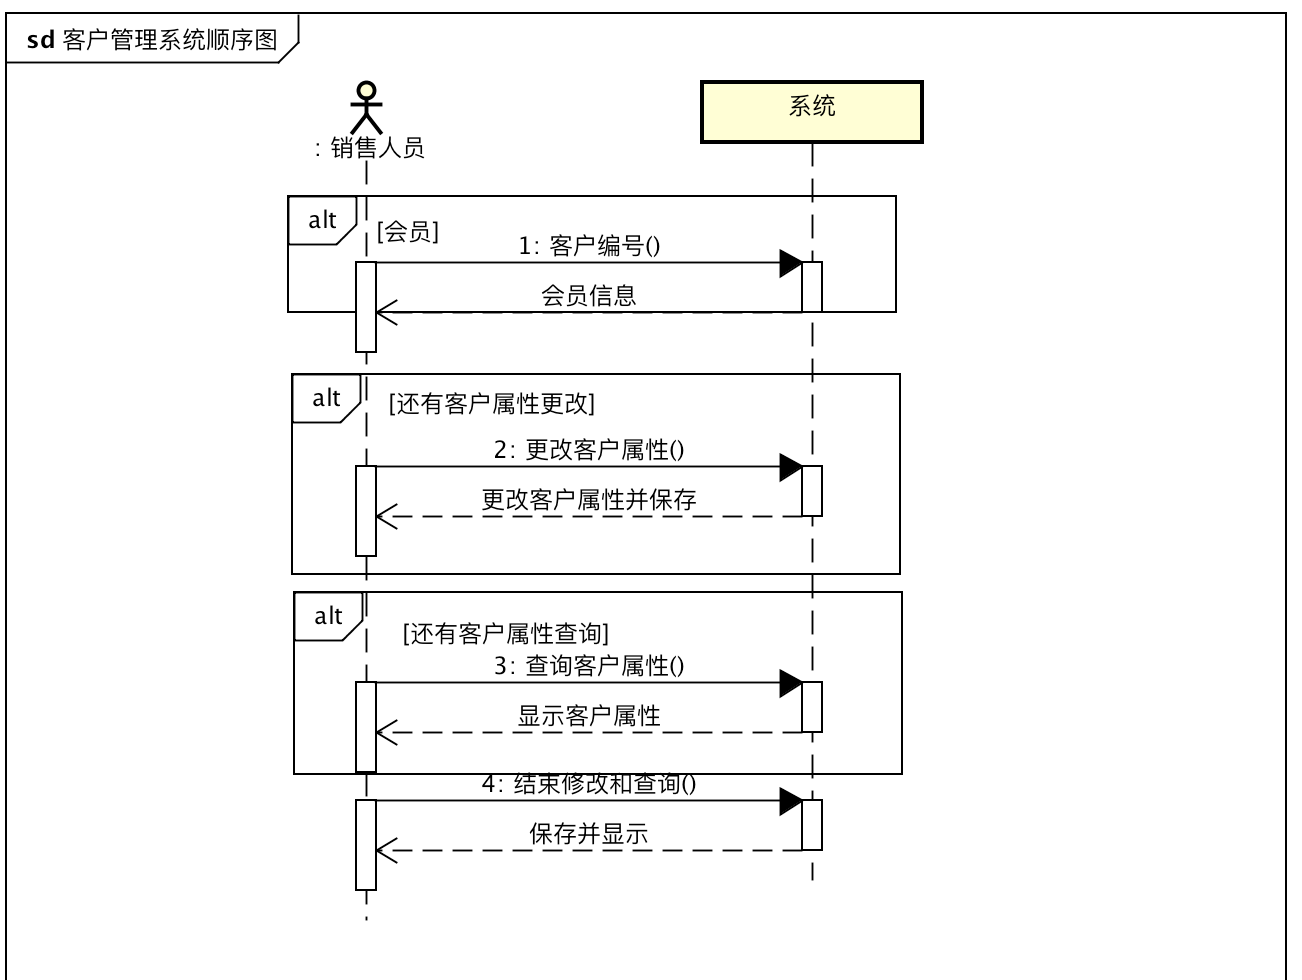 sd 客户管理系统顺序图
系统
: 销售人员
alt
[会员]
1: 客户编号()
会员信息
alt
[还有客户属性更改]
2: 更改客户属性()
更改客户属性并保存
alt
[还有客户属性查询]
3: 查询客户属性()
显示客户属性
4: 结束修改和查询()
保存并显示